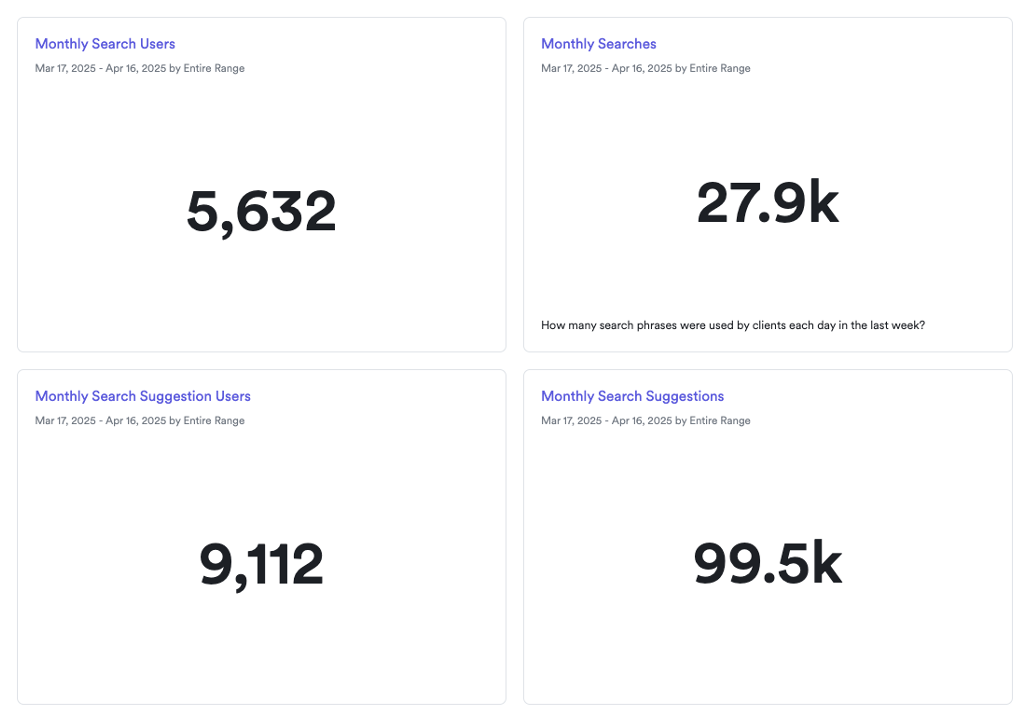 Monthly Search Users
Mar 17, 2025 - Apr 16, 2025 by Entire Range
5,632
Monthly Searches
Mar 17, 2025 - Apr 16, 2025 by Entire Range
27.9k
How many search phrases were used by clients each day in the last week?
Monthly Search Suggestion Users
Mar 17, 2025 - Apr 16, 2025 by Entire Range
9,112
Monthly Search Suggestions
Mar 17, 2025 - Apr 16, 2025 by Entire Range
99.5k